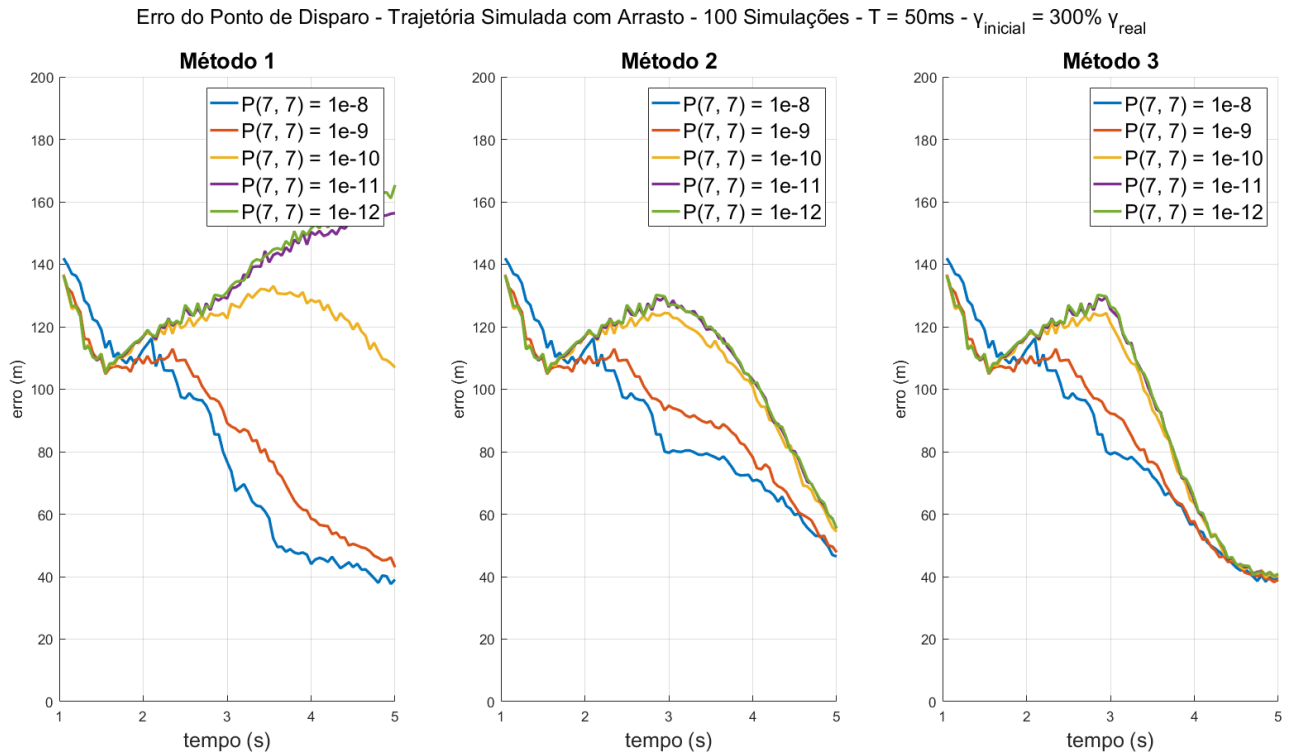 Erro do Ponto de Disparo - Trajetória Simulada com Arrasto - 100 Simulações - T = 50ms - γinicial = 300% γreal
Método 1
200
180
160
140
120
100
80
60
40
20
0
erro (m)
P(7, 7) = 1e-8
P(7, 7) = 1e-9
P(7, 7) = 1e-10
P(7, 7) = 1e-11
P(7, 7) = 1e-12
1 2 3 4 5
tempo (s)
Método 2
200
180
160
140
120
100
80
60
40
20
0
erro (m)
P(7, 7) = 1e-8
P(7, 7) = 1e-9
P(7, 7) = 1e-10
P(7, 7) = 1e-11
P(7, 7) = 1e-12
1 2 3 4 5
tempo (s)
Método 3
200
180
160
140
120
100
80
60
40
20
0
erro (m)
P(7, 7) = 1e-8
P(7, 7) = 1e-9
P(7, 7) = 1e-10
P(7, 7) = 1e-11
P(7, 7) = 1e-12
1 2 3 4 5
tempo (s)